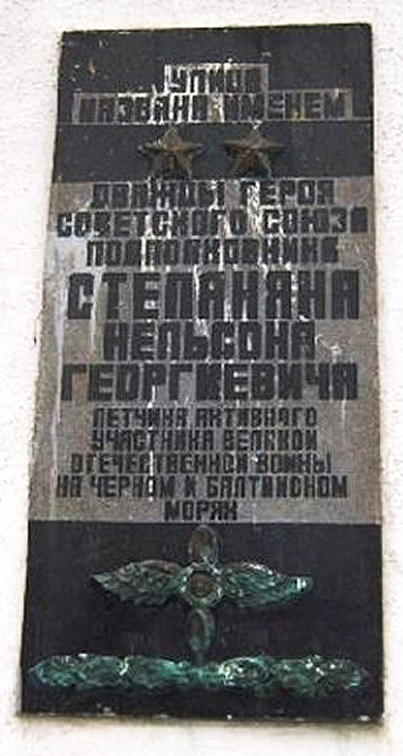 УЛИЦА
НАЗВАНА ИМЕНЕМ
ДВАЖДЫ ГЕРОЯ
СОВЕТСКОГО СОЮЗА
ПОДПОЛКОВНИКА
СТЕПАНЯНА
НЕЛЬСОНА
ГЕОРГИЕВИЧА
ЛЕТЧИКА АКТИВНОГО
УЧАСТНИКА ВЕЛИКОЙ
ОТЕЧЕСТВЕННОЙ ВОЙНЫ
НА ЧЕРНОМ И БАЛТИЙСКОМ
МОРЯХ